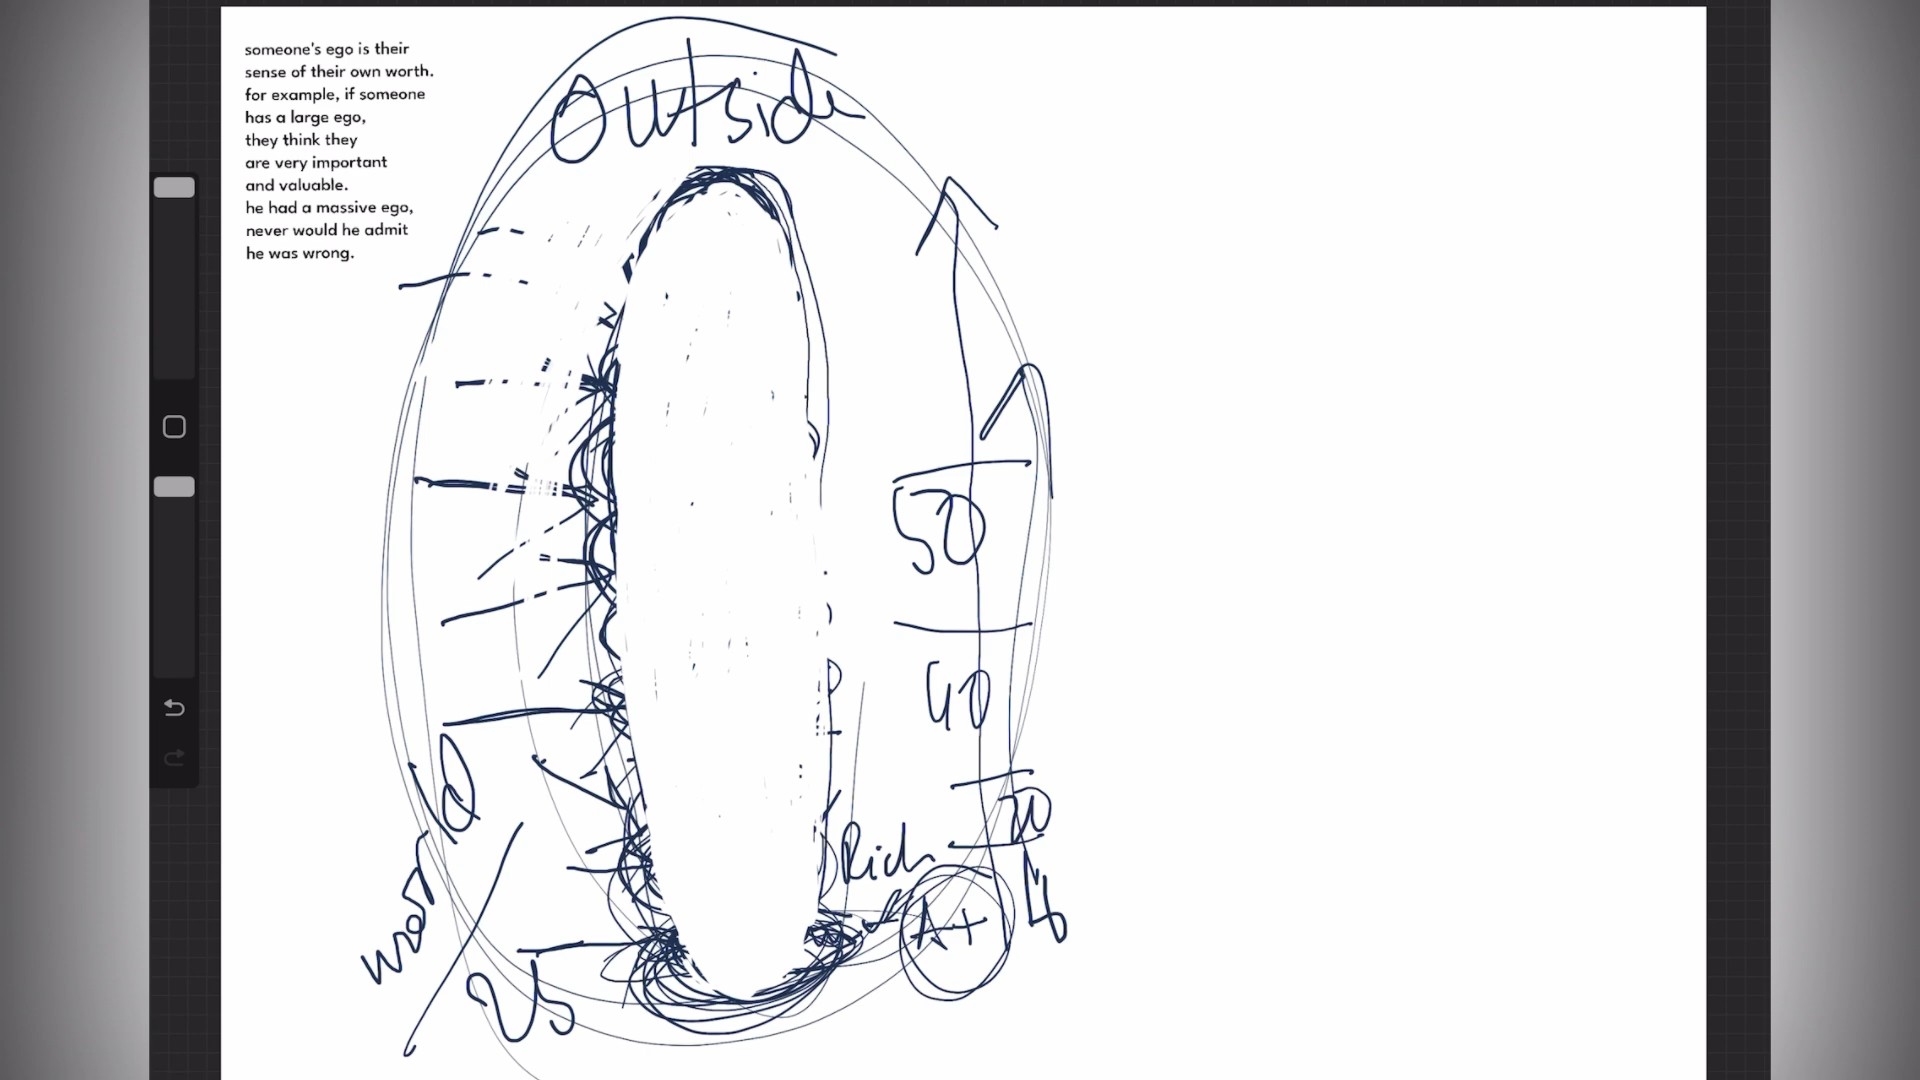 someone's ego is their
sense of their own worth.
for example, if someone
has a large ego,
they think they
are very important
and valuable.
he had a massive ego,
never would he admit
he was wrong.
Outside
50
40
world
20
Rich
A+
25